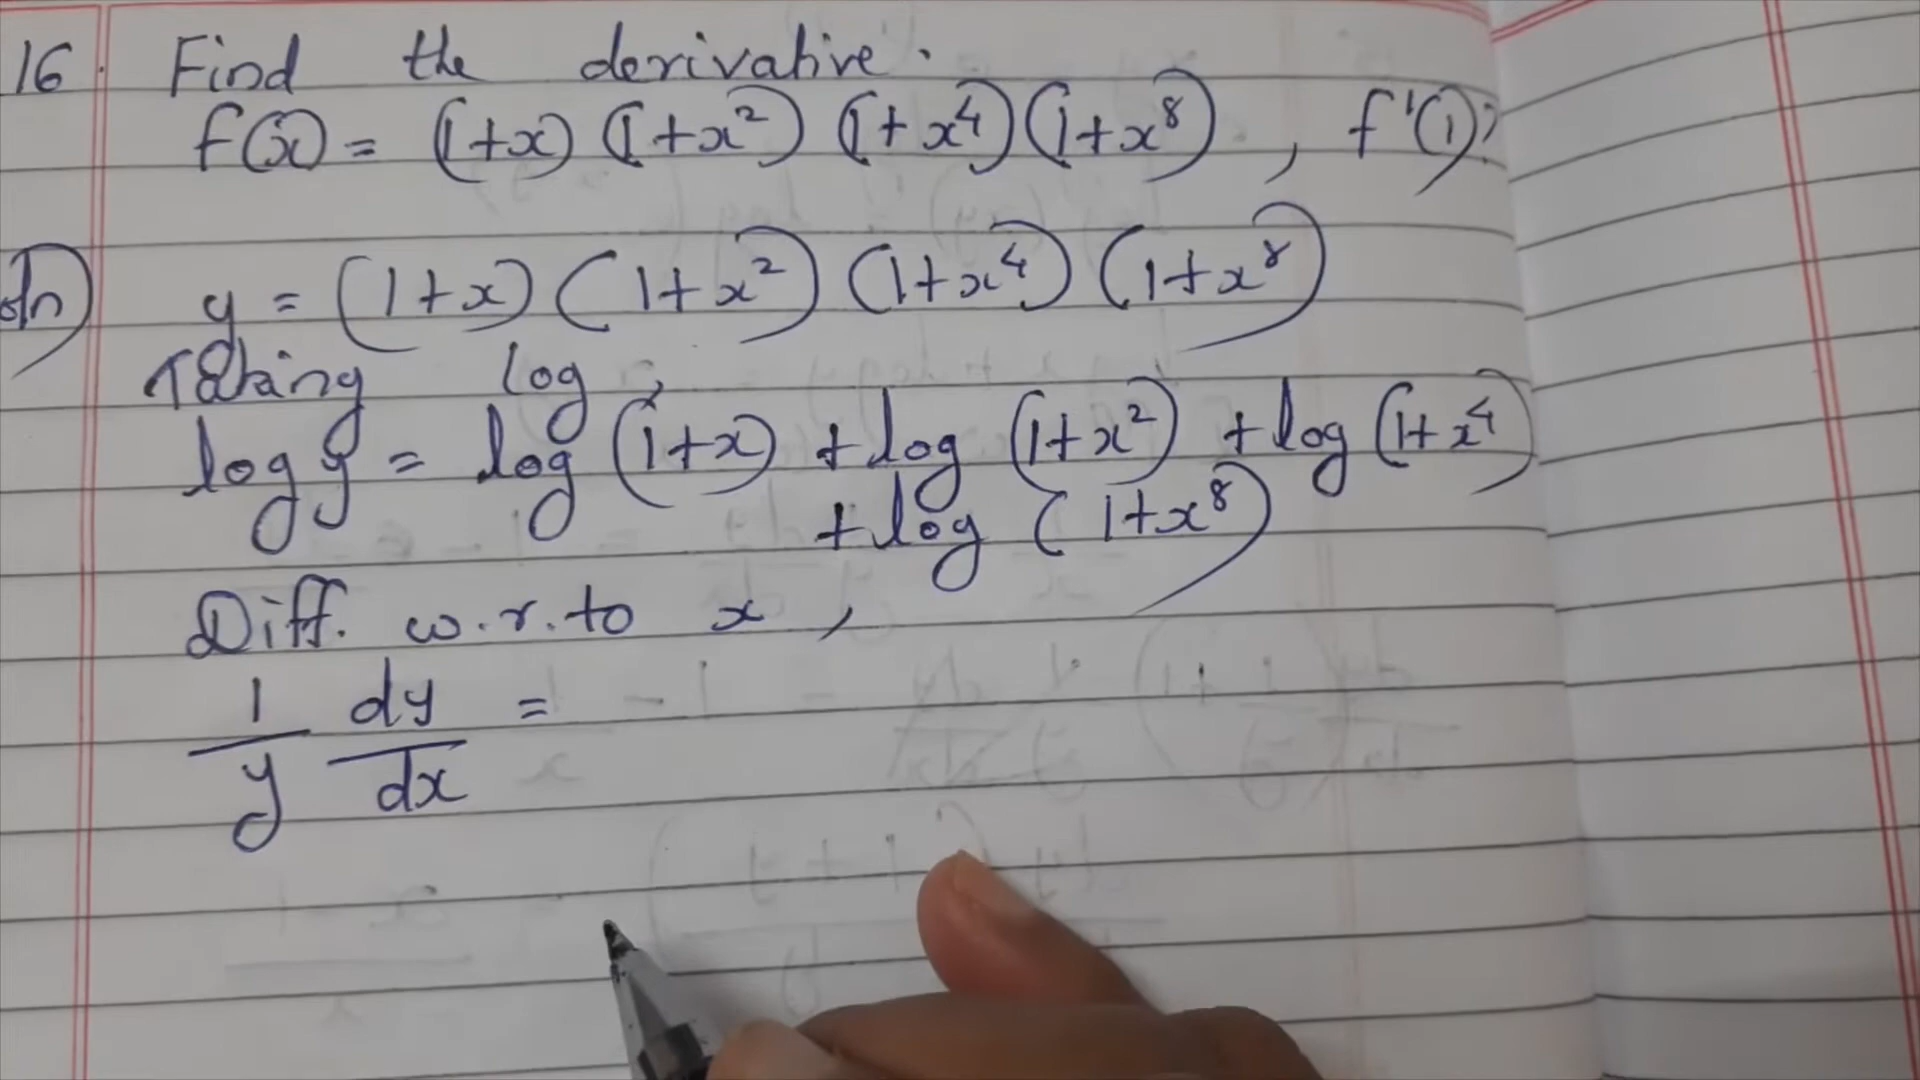 16. Find the derivative.
f(x) = (1+x) (1+x²) (1+x⁴) (1+x⁸) , f'(1)?
y = (1+x) (1+x²) (1+x⁴) (1+x⁸)
Taking log,
log y = log (1+x) + log (1+x²) + log (1+x⁴)
+ log (1+x⁸)
Diff. w.r.to x,
1/y dy/dx =